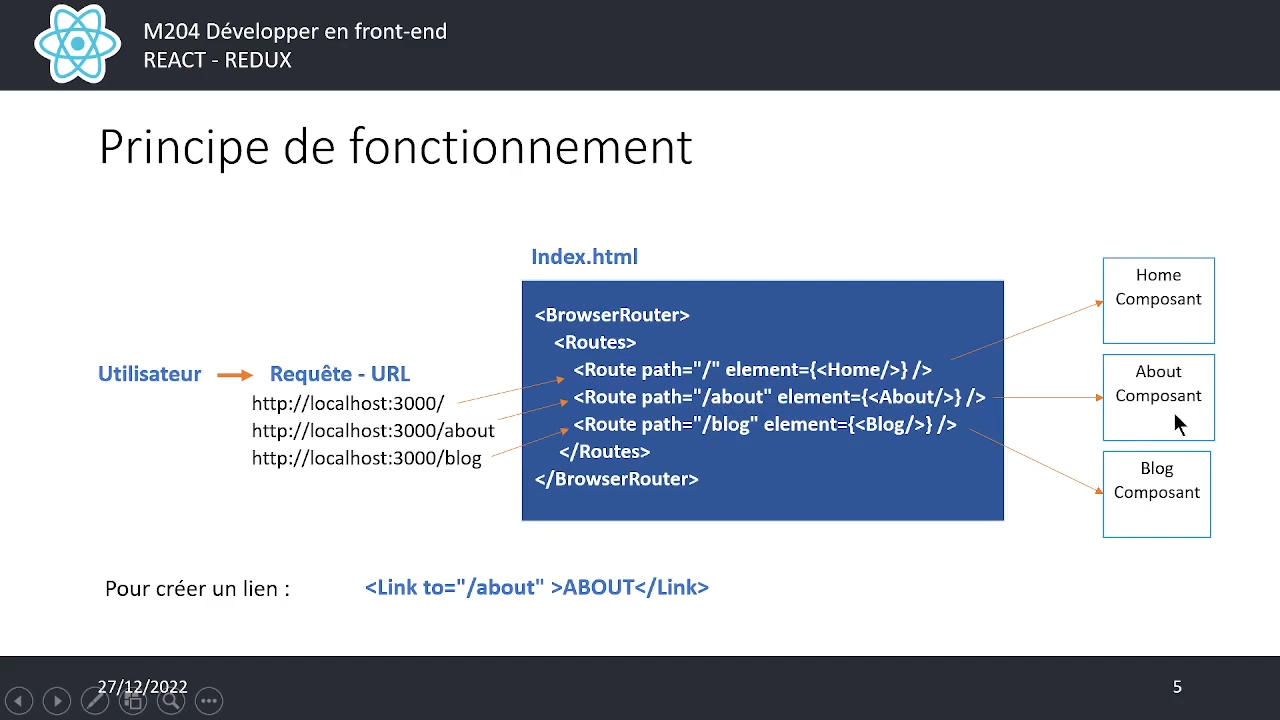 M204 Développer en front-end
REACT - REDUX
Principe de fonctionnement
Index.html
<BrowserRouter>
<Routes>
<Route path="/" element={<Home/>} />
<Route path="/about" element={<About/>} />
<Route path="/blog" element={<Blog/>} />
</Routes>
</BrowserRouter>
Utilisateur
Requête - URL
http://localhost:3000/
http://localhost:3000/about
http://localhost:3000/blog
Home
Composant
About
Composant
Blog
Composant
Pour créer un lien :
<Link to="/about" >ABOUT</Link>
27/12/2022
5